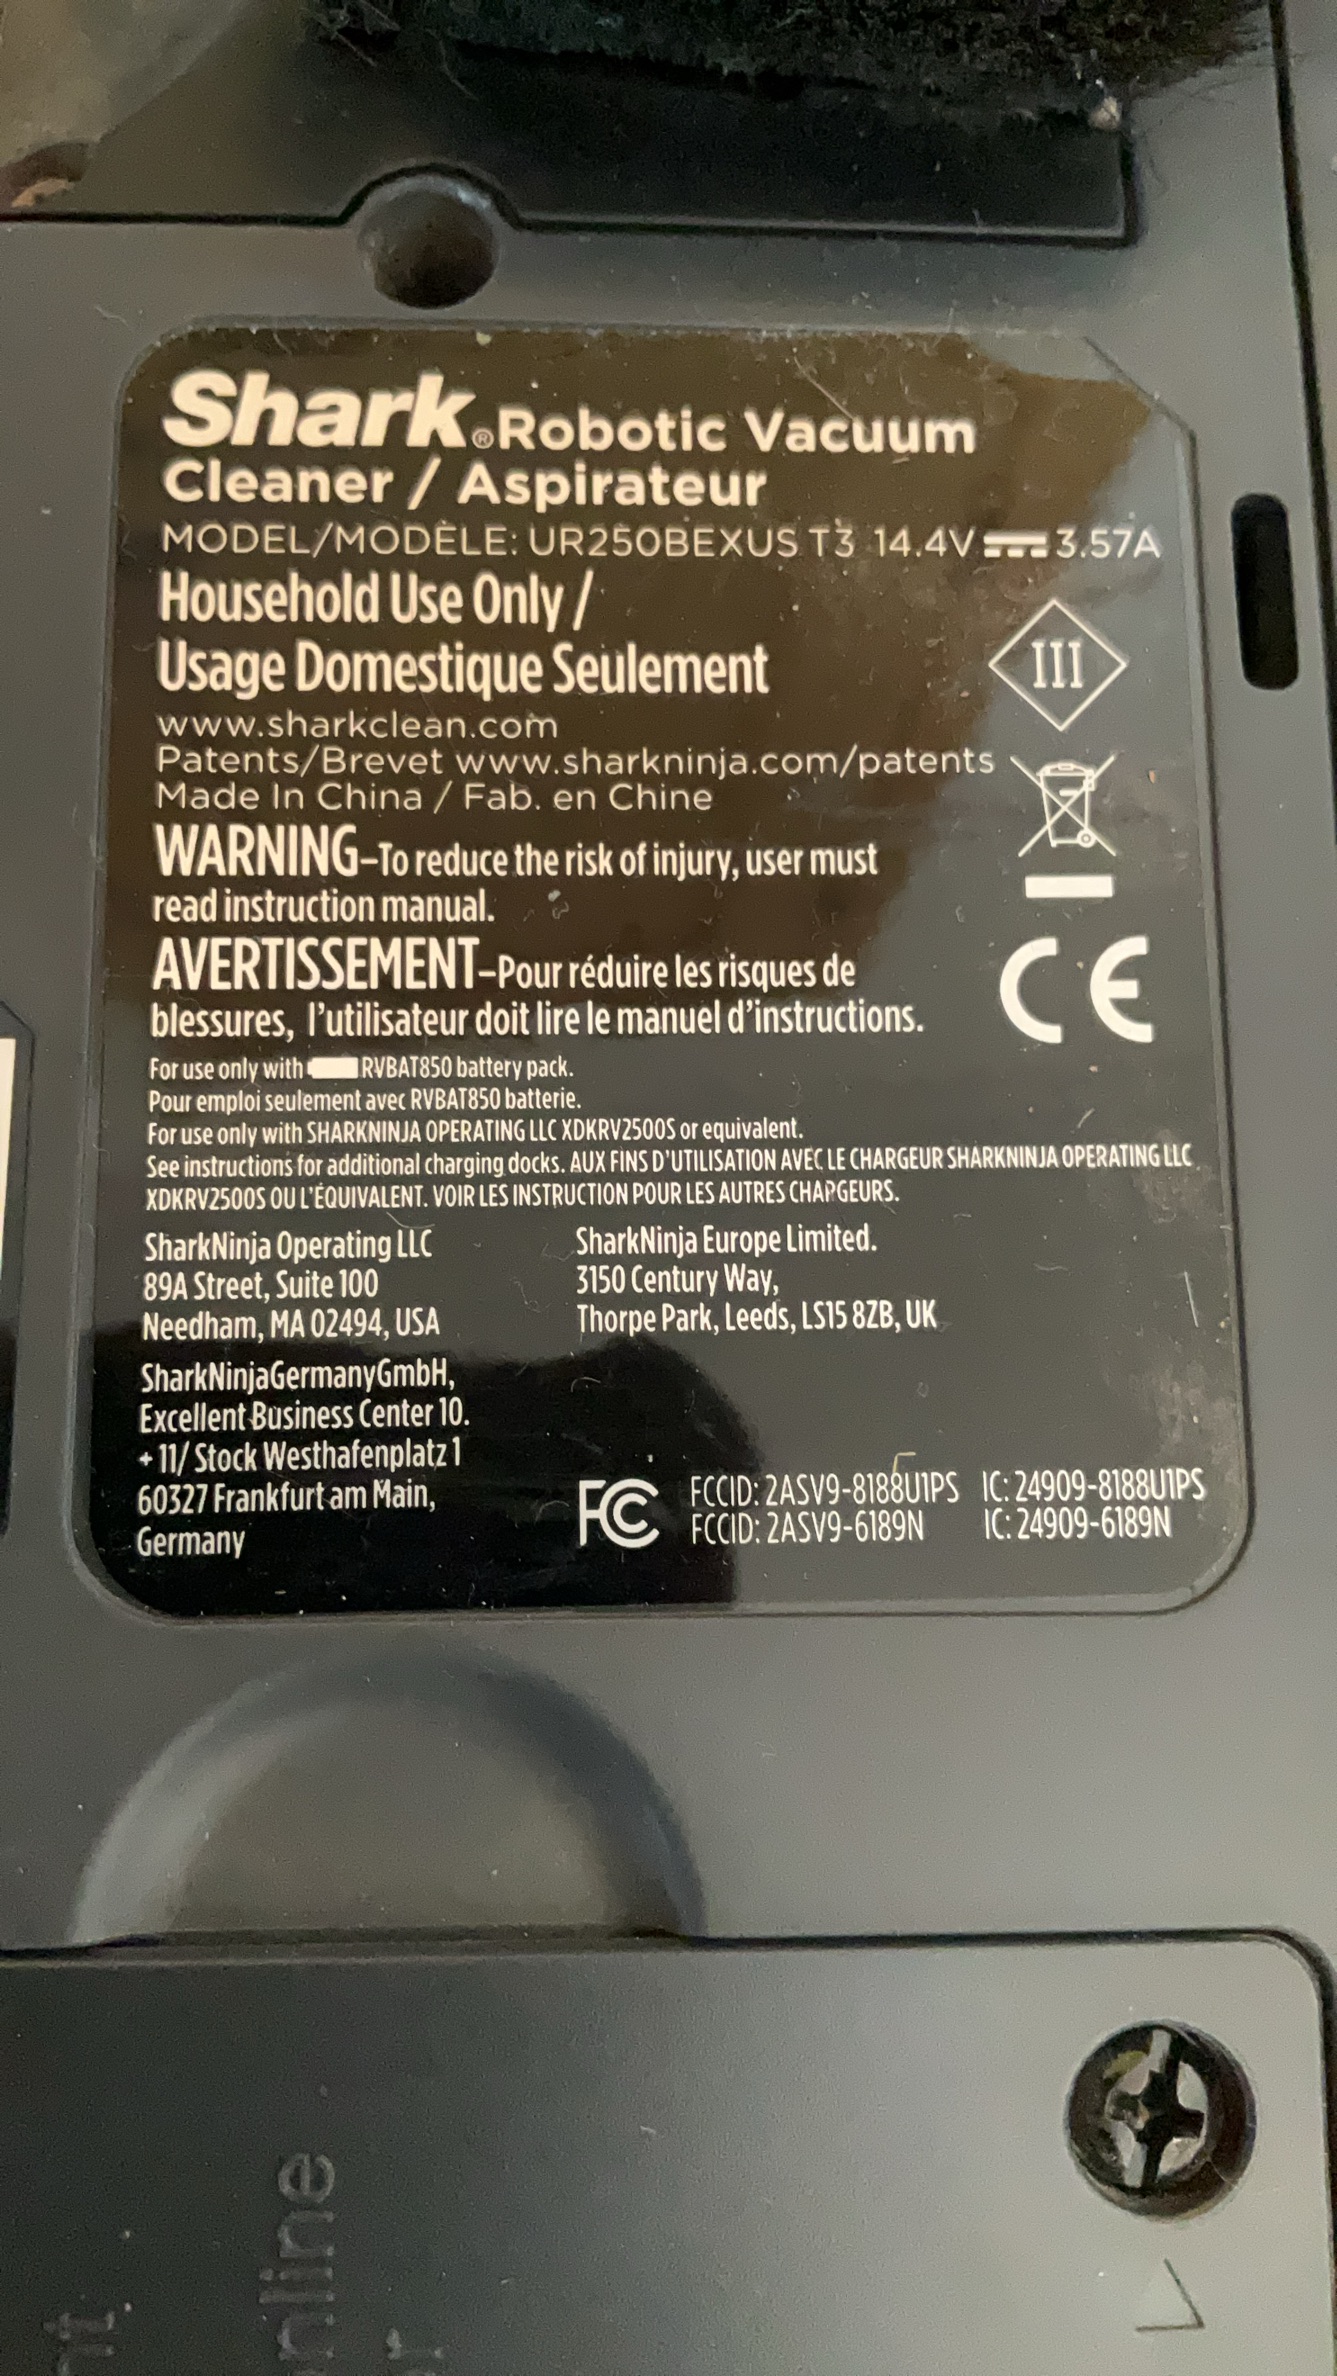 Shark® Robotic Vacuum
Cleaner / Aspirateur
MODEL/MODÈLE: UR250BEXUS T3 14.4V 3.57A
Household Use Only /
Usage Domestique Seulement
III
www.sharkclean.com
Patents/Brevet www.sharkninja.com/patents
Made In China / Fab. en Chine
WARNING–To reduce the risk of injury, user must
read instruction manual.
AVERTISSEMENT–Pour réduire les risques de
blessures, l'utilisateur doit lire le manuel d'instructions.
CE
For use only with RVBAT850 battery pack.
Pour emploi seulement avec RVBAT850 batterie.
For use only with SHARKNINJA OPERATING LLC XDKRV2500S or equivalent.
See instructions for additional charging docks. AUX FINS D'UTILISATION AVEC LE CHARGEUR SHARKNINJA OPERATING LLC
XDKRV2500S OU L'ÉQUIVALENT. VOIR LES INSTRUCTION POUR LES AUTRES CHARGEURS.
SharkNinja Operating LLC
89A Street, Suite 100
Needham, MA 02494, USA
SharkNinja Europe Limited.
3150 Century Way,
Thorpe Park, Leeds, LS15 8ZB, UK
SharkNinjaGermanyGmbH,
Excellent Business Center 10.
+11/ Stock Westhafenplatz 1
60327 Frankfurt am Main,
Germany
FC
FCCID: 2ASV9-8188U1PS IC: 24909-8188U1PS
FCCID: 2ASV9-6189N IC: 24909-6189N